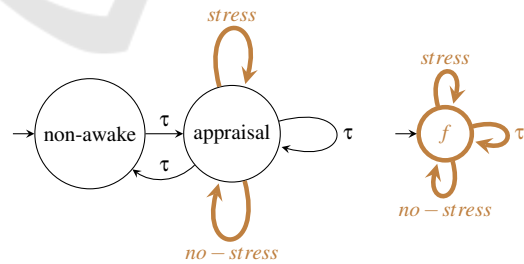 stress
stress
non-awake
τ
appraisal
τ
f
τ
τ
no − stress
no − stress